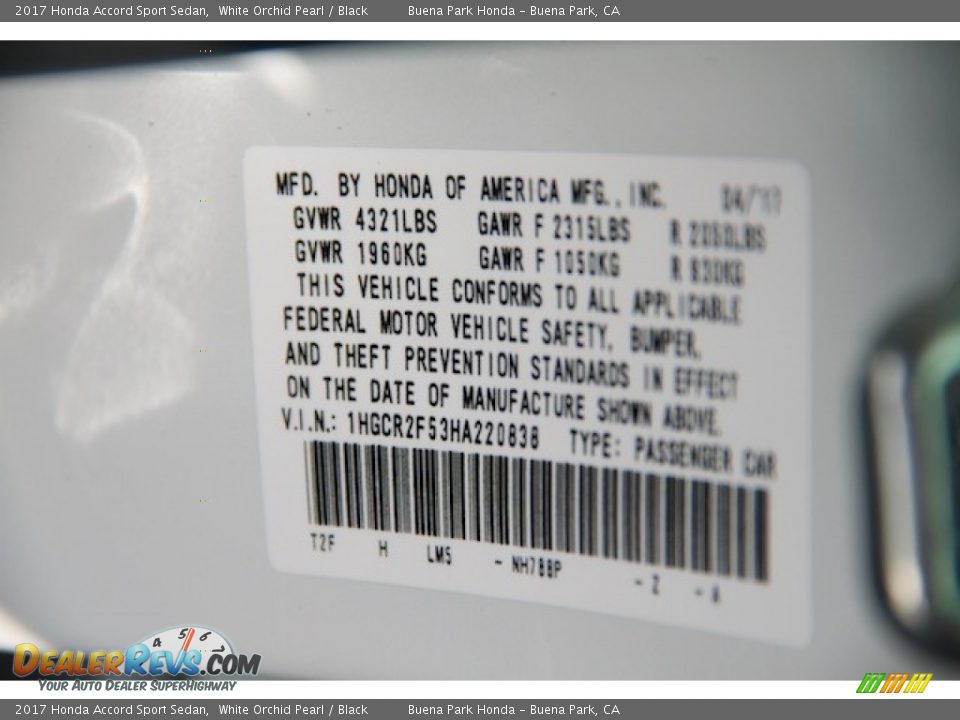 2017 Honda Accord Sport Sedan, White Orchid Pearl / Black Buena Park Honda - Buena Park, CA
MFD. BY HONDA OF AMERICA MFG., INC. 04/17
GVWR 4321LBS GAWR F 2315LBS R 2050LBS
GVWR 1960KG GAWR F 1050KG R 930KG
THIS VEHICLE CONFORMS TO ALL APPLICABLE
FEDERAL MOTOR VEHICLE SAFETY, BUMPER,
AND THEFT PREVENTION STANDARDS IN EFFECT
ON THE DATE OF MANUFACTURE SHOWN ABOVE.
V.I.N.: 1HGCR2F53HA220838 TYPE: PASSENGER CAR
T2F H LM5 - NH788P - Z -
4 5 6
DealerRevs.com
Your Auto Dealer SuperHighway
2017 Honda Accord Sport Sedan, White Orchid Pearl / Black Buena Park Honda - Buena Park, CA